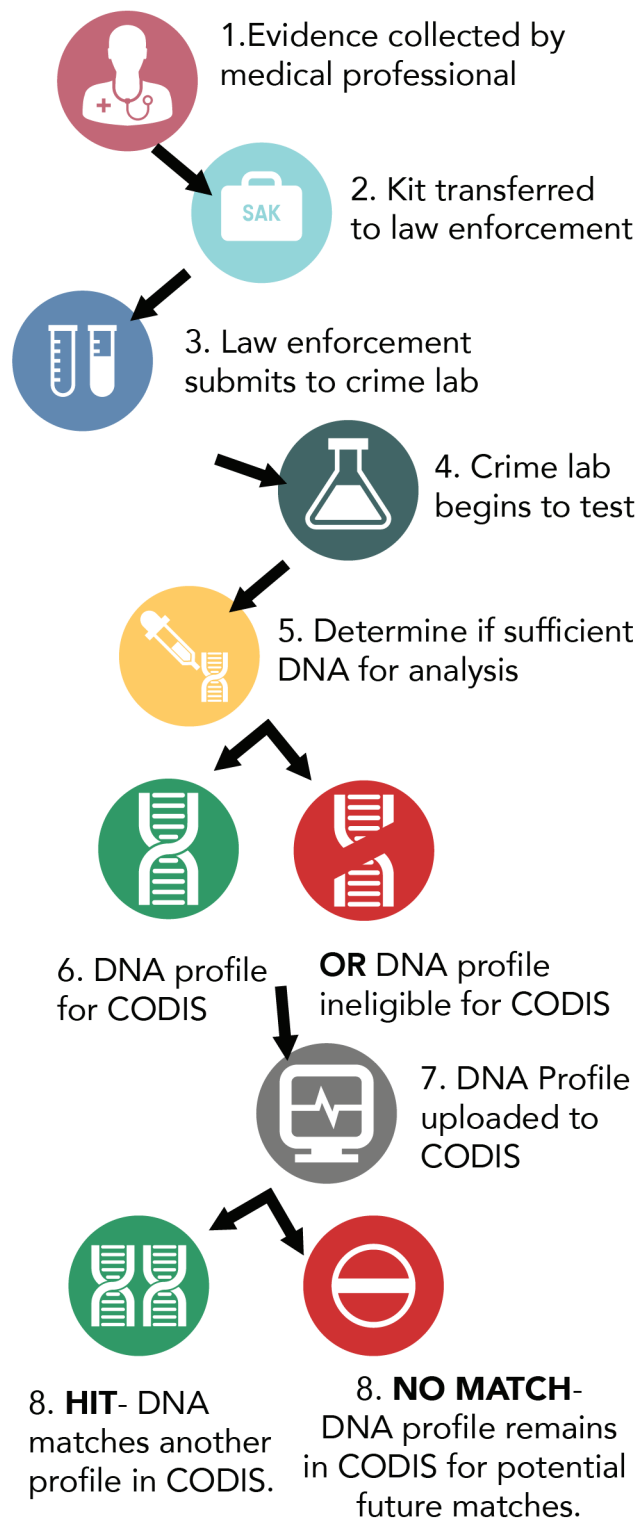 1.Evidence collected by
medical professional
SAK
2. Kit transferred
to law enforcement
3. Law enforcement
submits to crime lab
4. Crime lab
begins to test
5. Determine if sufficient
DNA for analysis
6. DNA profile
for CODIS
OR DNA profile
ineligible for CODIS
7. DNA Profile
uploaded to
CODIS
8. HIT- DNA
matches another
profile in CODIS.
8. NO MATCH-
DNA profile remains
in CODIS for potential
future matches.